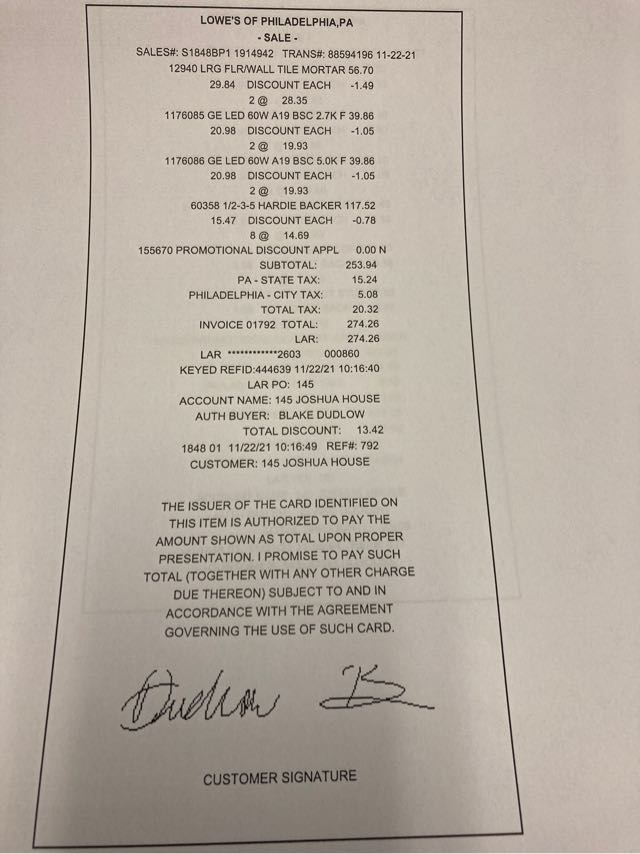 LOWE'S OF PHILADELPHIA,PA
- SALE -
SALES#: S1848BP1 1914942 TRANS#: 88594196 11-22-21
12940 LRG FLR/WALL TILE MORTAR 56.70
29.84 DISCOUNT EACH -1.49
2 @ 28.35
1176085 GE LED 60W A19 BSC 2.7K F 39.86
20.98 DISCOUNT EACH -1.05
2 @ 19.93
1176086 GE LED 60W A19 BSC 5.0K F 39.86
20.98 DISCOUNT EACH -1.05
2 @ 19.93
60358 1/2-3-5 HARDIE BACKER 117.52
15.47 DISCOUNT EACH -0.78
8 @ 14.69
155670 PROMOTIONAL DISCOUNT APPL 0.00 N
SUBTOTAL: 253.94
PA - STATE TAX: 15.24
PHILADELPHIA - CITY TAX: 5.08
TOTAL TAX: 20.32
INVOICE 01792 TOTAL: 274.26
LAR: 274.26
LAR ************2603 000860
KEYED REFID:444639 11/22/21 10:16:40
LAR PO: 145
ACCOUNT NAME: 145 JOSHUA HOUSE
AUTH BUYER: BLAKE DUDLOW
TOTAL DISCOUNT: 13.42
1848 01 11/22/21 10:16:49 REF#: 792
CUSTOMER: 145 JOSHUA HOUSE
THE ISSUER OF THE CARD IDENTIFIED ON
THIS ITEM IS AUTHORIZED TO PAY THE
AMOUNT SHOWN AS TOTAL UPON PROPER
PRESENTATION. I PROMISE TO PAY SUCH
TOTAL (TOGETHER WITH ANY OTHER CHARGE
DUE THEREON) SUBJECT TO AND IN
ACCORDANCE WITH THE AGREEMENT
GOVERNING THE USE OF SUCH CARD.
Dudlow B
CUSTOMER SIGNATURE